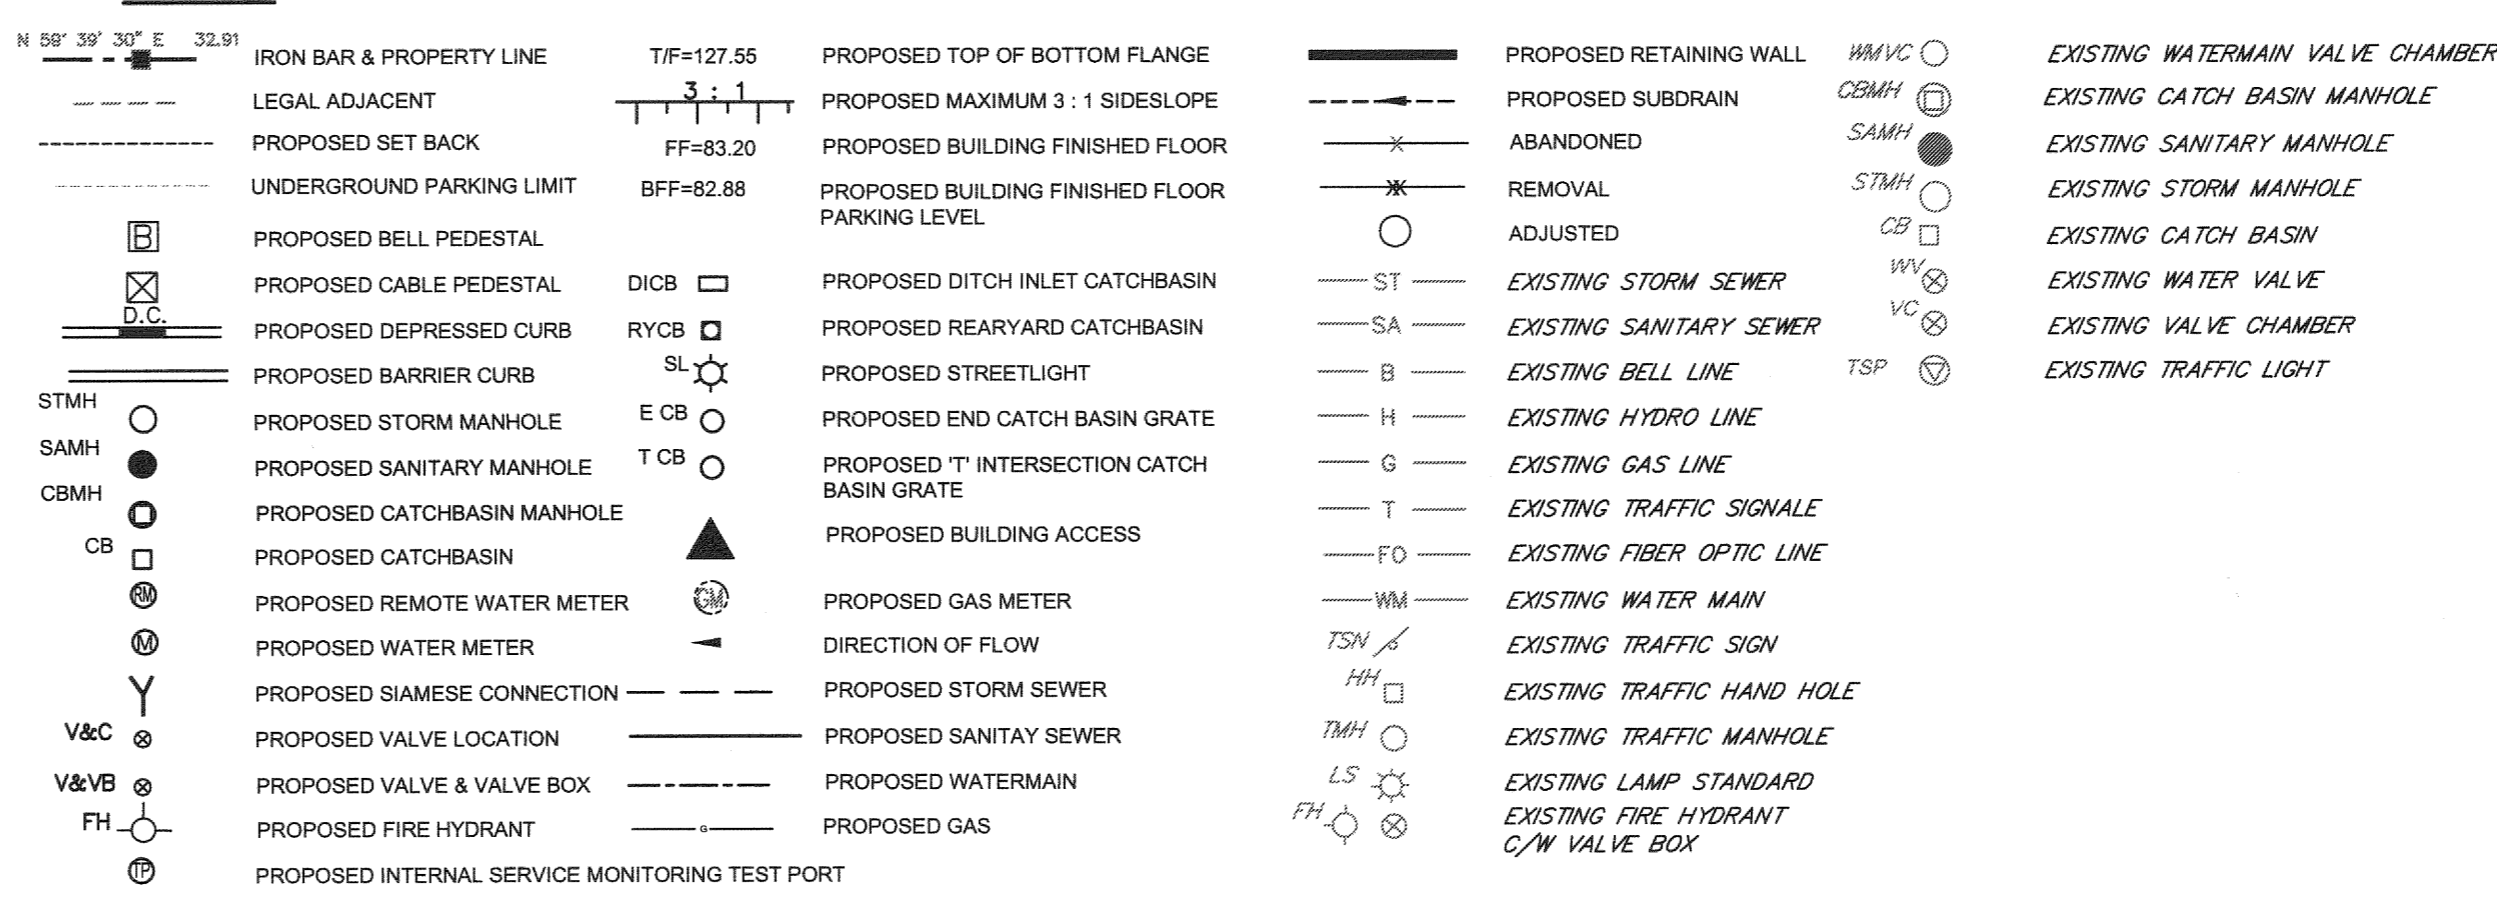 N 58° 39' 30" E 32.91
IRON BAR & PROPERTY LINE
LEGAL ADJACENT
PROPOSED SET BACK
UNDERGROUND PARKING LIMIT
B PROPOSED BELL PEDESTAL
PROPOSED CABLE PEDESTAL
D.C.
PROPOSED DEPRESSED CURB
PROPOSED BARRIER CURB
STMH
PROPOSED STORM MANHOLE
SAMH
PROPOSED SANITARY MANHOLE
CBMH
PROPOSED CATCHBASIN MANHOLE
CB
PROPOSED CATCHBASIN
RM PROPOSED REMOTE WATER METER
M PROPOSED WATER METER
PROPOSED SIAMESE CONNECTION
V&C PROPOSED VALVE LOCATION
V&VB PROPOSED VALVE & VALVE BOX
FH PROPOSED FIRE HYDRANT
TP PROPOSED INTERNAL SERVICE MONITORING TEST PORT
T/F=127.55 PROPOSED TOP OF BOTTOM FLANGE
3 : 1 PROPOSED MAXIMUM 3 : 1 SIDESLOPE
FF=83.20 PROPOSED BUILDING FINISHED FLOOR
BFF=82.88 PROPOSED BUILDING FINISHED FLOOR
PARKING LEVEL
DICB PROPOSED DITCH INLET CATCHBASIN
RYCB PROPOSED REARYARD CATCHBASIN
SL PROPOSED STREETLIGHT
E CB PROPOSED END CATCH BASIN GRATE
T CB PROPOSED 'T' INTERSECTION CATCH
BASIN GRATE
PROPOSED BUILDING ACCESS
GM PROPOSED GAS METER
DIRECTION OF FLOW
PROPOSED STORM SEWER
PROPOSED SANITAY SEWER
PROPOSED WATERMAIN
G PROPOSED GAS
PROPOSED RETAINING WALL
PROPOSED SUBDRAIN
ABANDONED
REMOVAL
ADJUSTED
ST EXISTING STORM SEWER
SA EXISTING SANITARY SEWER
B EXISTING BELL LINE
H EXISTING HYDRO LINE
G EXISTING GAS LINE
T EXISTING TRAFFIC SIGNALE
FO EXISTING FIBER OPTIC LINE
WM EXISTING WATER MAIN
TSN EXISTING TRAFFIC SIGN
HH EXISTING TRAFFIC HAND HOLE
TMH EXISTING TRAFFIC MANHOLE
LS EXISTING LAMP STANDARD
FH EXISTING FIRE HYDRANT
C/W VALVE BOX
WMVC EXISTING WATERMAIN VALVE CHAMBER
CBMH EXISTING CATCH BASIN MANHOLE
SAMH EXISTING SANITARY MANHOLE
STMH EXISTING STORM MANHOLE
CB EXISTING CATCH BASIN
WV EXISTING WATER VALVE
VC EXISTING VALVE CHAMBER
TSP EXISTING TRAFFIC LIGHT